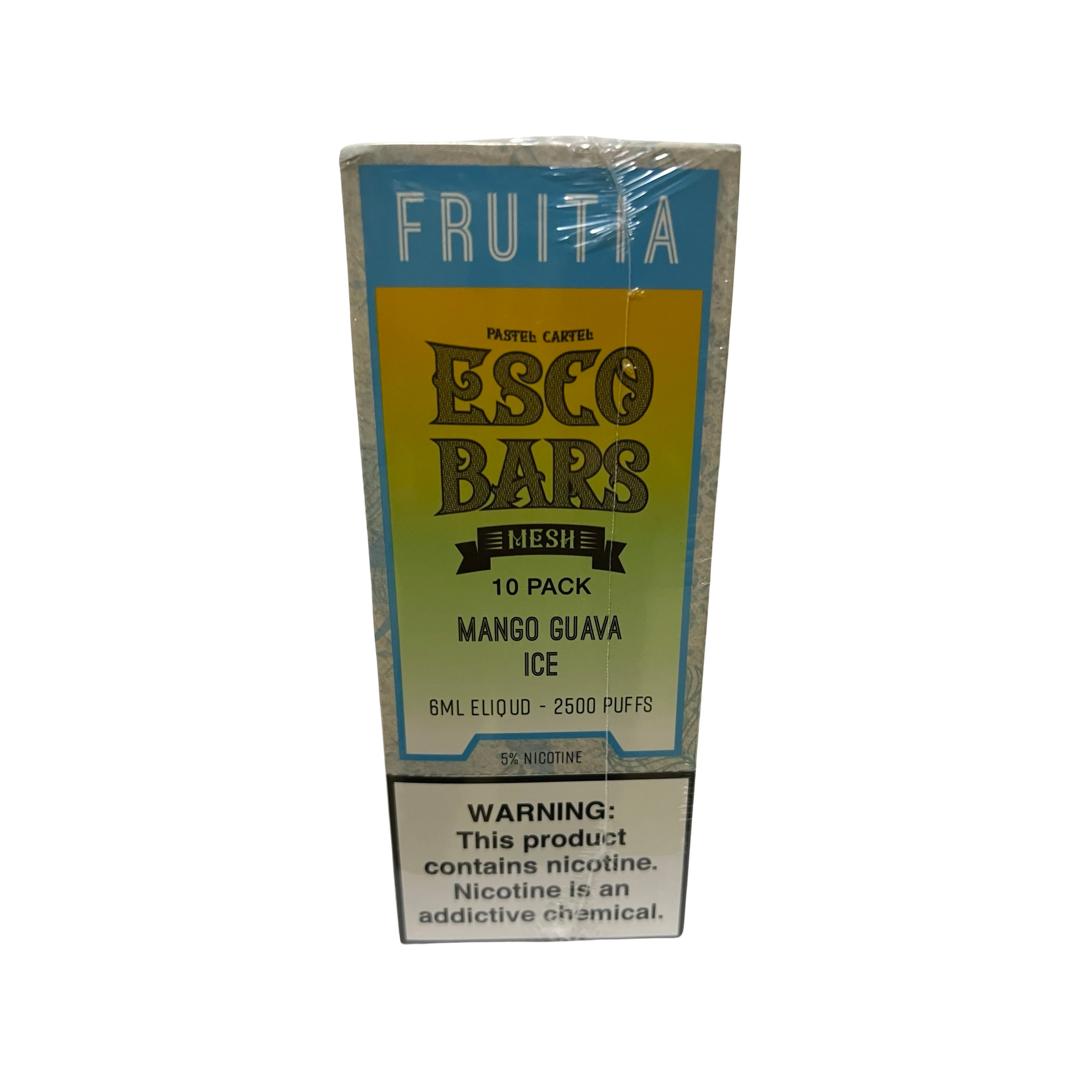 FRUITIA
PASTEL CARTEL
ESCO
BARS
MESH
10 PACK
MANGO GUAVA
ICE
6ML ELIQUD - 2500 PUFFS
5% NICOTINE
WARNING:
This product
contains nicotine.
Nicotine is an
addictive chemical.